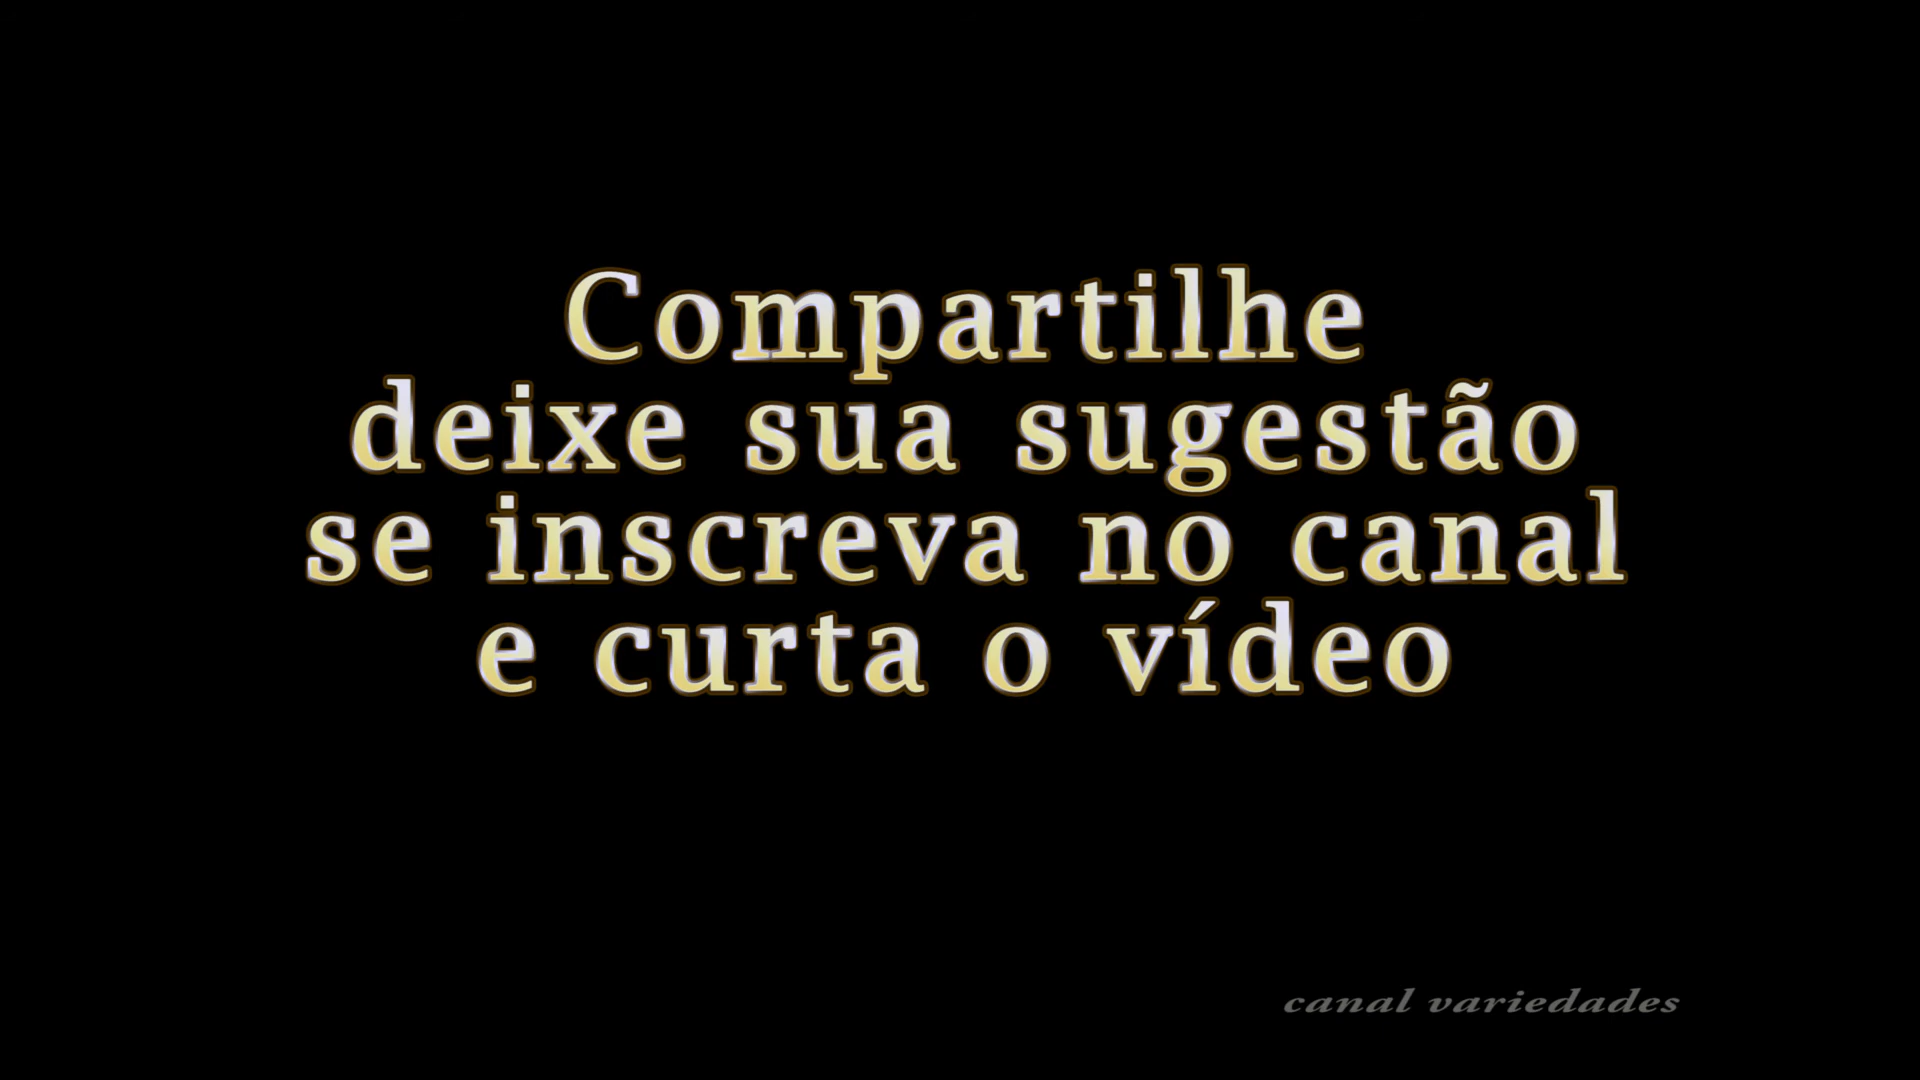 Compartilhe
deixe sua sugestão
se inscreva no canal
e curta o vídeo
canal variedades